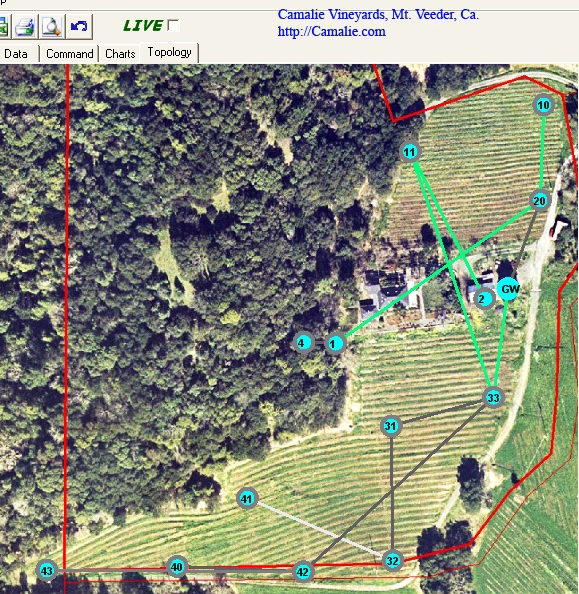 Camalie Vineyards, Mt. Veeder, Ca.
LIVE
http://Camalie.com
Data Command Charts Topology
10
11
20
GW
2
4 1
33
31
41
32
43 40 42